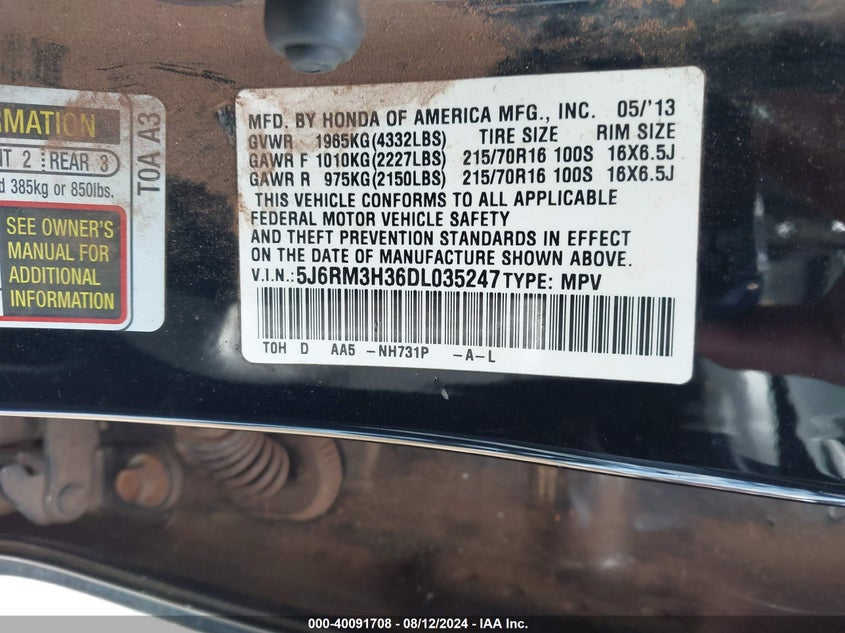 RMATION
NT 2 REAR 3
d 385kg or 850lbs.
SEE OWNER'S
MANUAL FOR
ADDITIONAL
INFORMATION
T0A A3
MFD. BY HONDA OF AMERICA MFG., INC. 05/'13
GVWR 1965KG(4332LBS) TIRE SIZE RIM SIZE
GAWR F 1010KG(2227LBS) 215/70R16 100S 16X6.5J
GAWR R 975KG(2150LBS) 215/70R16 100S 16X6.5J
THIS VEHICLE CONFORMS TO ALL APPLICABLE
FEDERAL MOTOR VEHICLE SAFETY
AND THEFT PREVENTION STANDARDS IN EFFECT
ON THE DATE OF MANUFACTURE SHOWN ABOVE.
V.I.N.: 5J6RM3H36DL035247 TYPE: MPV
T0H D AA5 -NH731P -A-L
000-40091708 - 08/12/2024 - IAA Inc.